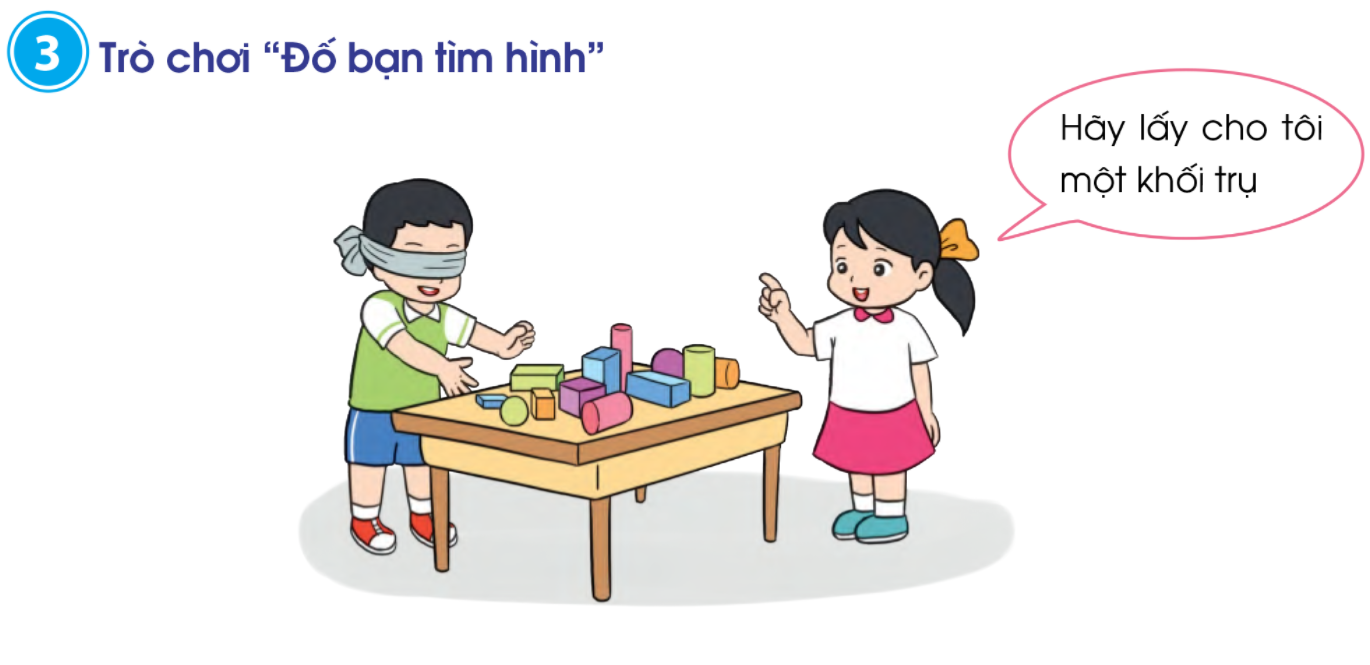 3 Trò chơi “Đố bạn tìm hình”
Hãy lấy cho tôi
một khối trụ